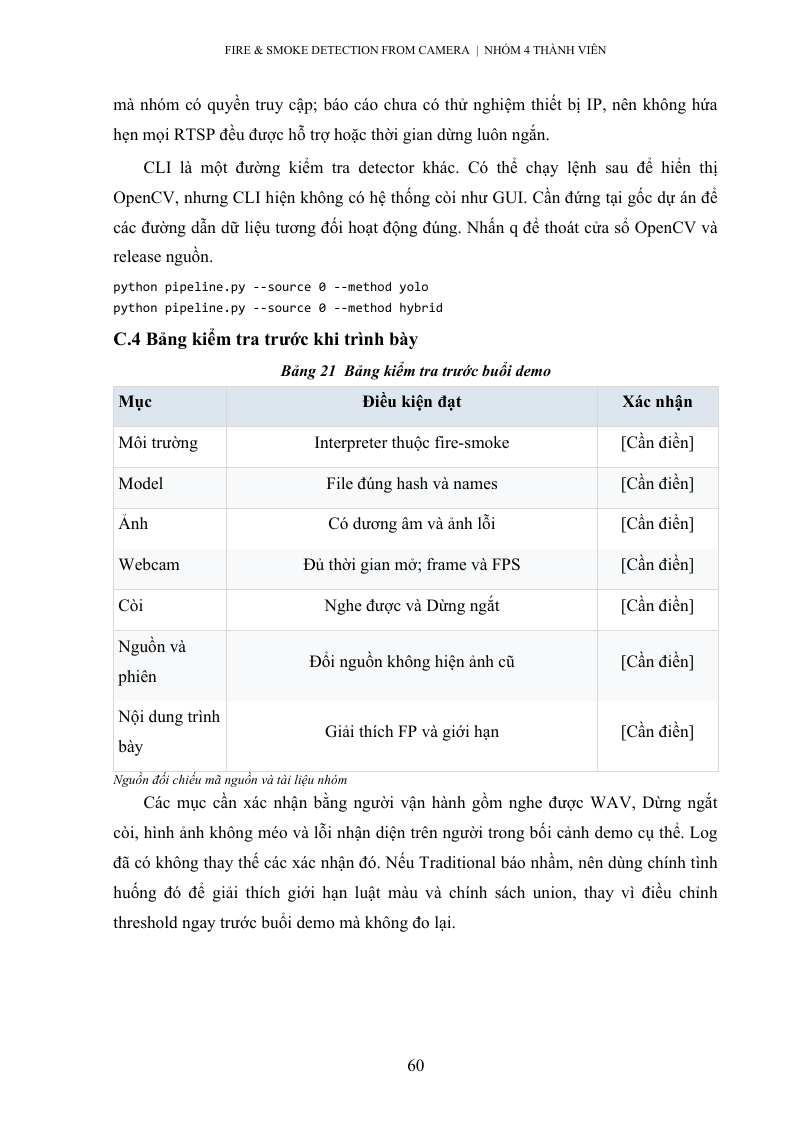 FIRE & SMOKE DETECTION FROM CAMERA | NHÓM 4 THÀNH VIÊN
mà nhóm có quyền truy cập; báo cáo chưa có thử nghiệm thiết bị IP, nên không hứa
hẹn mọi RTSP đều được hỗ trợ hoặc thời gian dừng luôn ngắn.
CLI là một đường kiểm tra detector khác. Có thể chạy lệnh sau để hiển thị
OpenCV, nhưng CLI hiện không có hệ thống còi như GUI. Cần đứng tại gốc dự án để
các đường dẫn dữ liệu tương đối hoạt động đúng. Nhấn q để thoát cửa sổ OpenCV và
release nguồn.
python pipeline.py --source 0 --method yolo
python pipeline.py --source 0 --method hybrid
C.4 Bảng kiểm tra trước khi trình bày
Bảng 21 Bảng kiểm tra trước buổi demo
Mục Điều kiện đạt Xác nhận
Môi trường Interpreter thuộc fire-smoke [Cần điền]
Model File đúng hash và names [Cần điền]
Ảnh Có dương âm và ảnh lỗi [Cần điền]
Webcam Đủ thời gian mở; frame và FPS [Cần điền]
Còi Nghe được và Dừng ngắt [Cần điền]
Nguồn và
phiên Đổi nguồn không hiện ảnh cũ [Cần điền]
Nội dung trình
bày Giải thích FP và giới hạn [Cần điền]
Nguồn đối chiếu mã nguồn và tài liệu nhóm
Các mục cần xác nhận bằng người vận hành gồm nghe được WAV, Dừng ngắt
còi, hình ảnh không méo và lỗi nhận diện trên người trong bối cảnh demo cụ thể. Log
đã có không thay thế các xác nhận đó. Nếu Traditional báo nhầm, nên dùng chính tình
huống đó để giải thích giới hạn luật màu và chính sách union, thay vì điều chỉnh
threshold ngay trước buổi demo mà không đo lại.
60